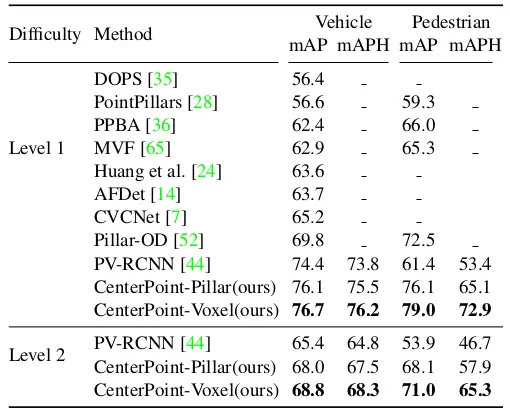 Difficulty Method Vehicle Pedestrian
mAP mAPH mAP mAPH
DOPS [35] 56.4 - -
PointPillars [28] 56.6 - 59.3 -
PPBA [36] 62.4 - 66.0 -
Level 1 MVF [65] 62.9 - 65.3 -
Huang et al. [24] 63.6 - -
AFDet [14] 63.7 - -
CVCNet [7] 65.2 - -
Pillar-OD [52] 69.8 - 72.5 -
PV-RCNN [44] 74.4 73.8 61.4 53.4
CenterPoint-Pillar(ours) 76.1 75.5 76.1 65.1
CenterPoint-Voxel(ours) 76.7 76.2 79.0 72.9
Level 2 PV-RCNN [44] 65.4 64.8 53.9 46.7
CenterPoint-Pillar(ours) 68.0 67.5 68.1 57.9
CenterPoint-Voxel(ours) 68.8 68.3 71.0 65.3